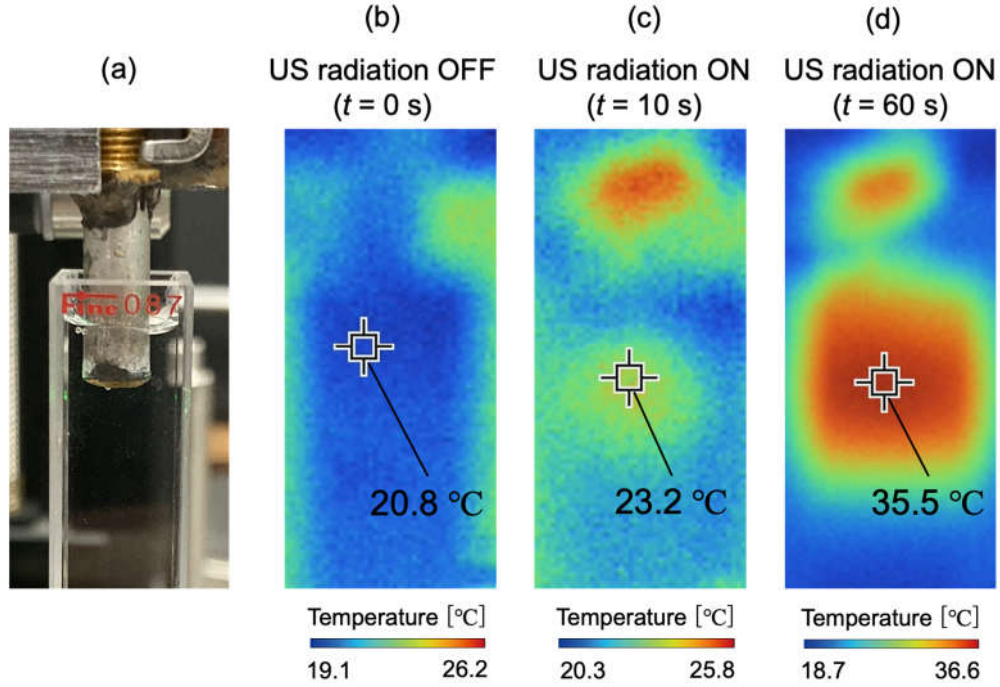 (a)
(b)
US radiation OFF
(t = 0 s)
(c)
US radiation ON
(t = 10 s)
(d)
US radiation ON
(t = 60 s)
Fine 087
20.8 ℃
23.2 ℃
35.5 ℃
Temperature [℃]
19.1 26.2
Temperature [℃]
20.3 25.8
Temperature [℃]
18.7 36.6